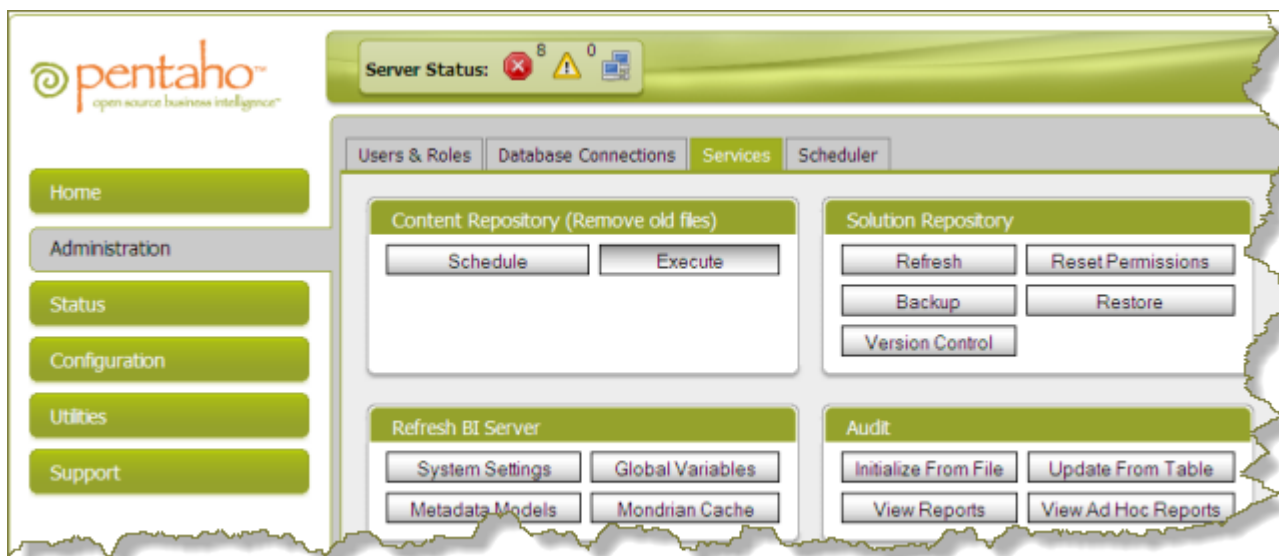 pentaho™
open source business intelligence™
Server Status: 8 0
Users & Roles Database Connections Services Scheduler
Home
Administration
Status
Configuration
Utilities
Support
Content Repository (Remove old files)
Schedule Execute
Solution Repository
Refresh Reset Permissions
Backup Restore
Version Control
Refresh BI Server
System Settings Global Variables
Metadata Models Mondrian Cache
Audit
Initialize From File Update From Table
View Reports View Ad Hoc Reports